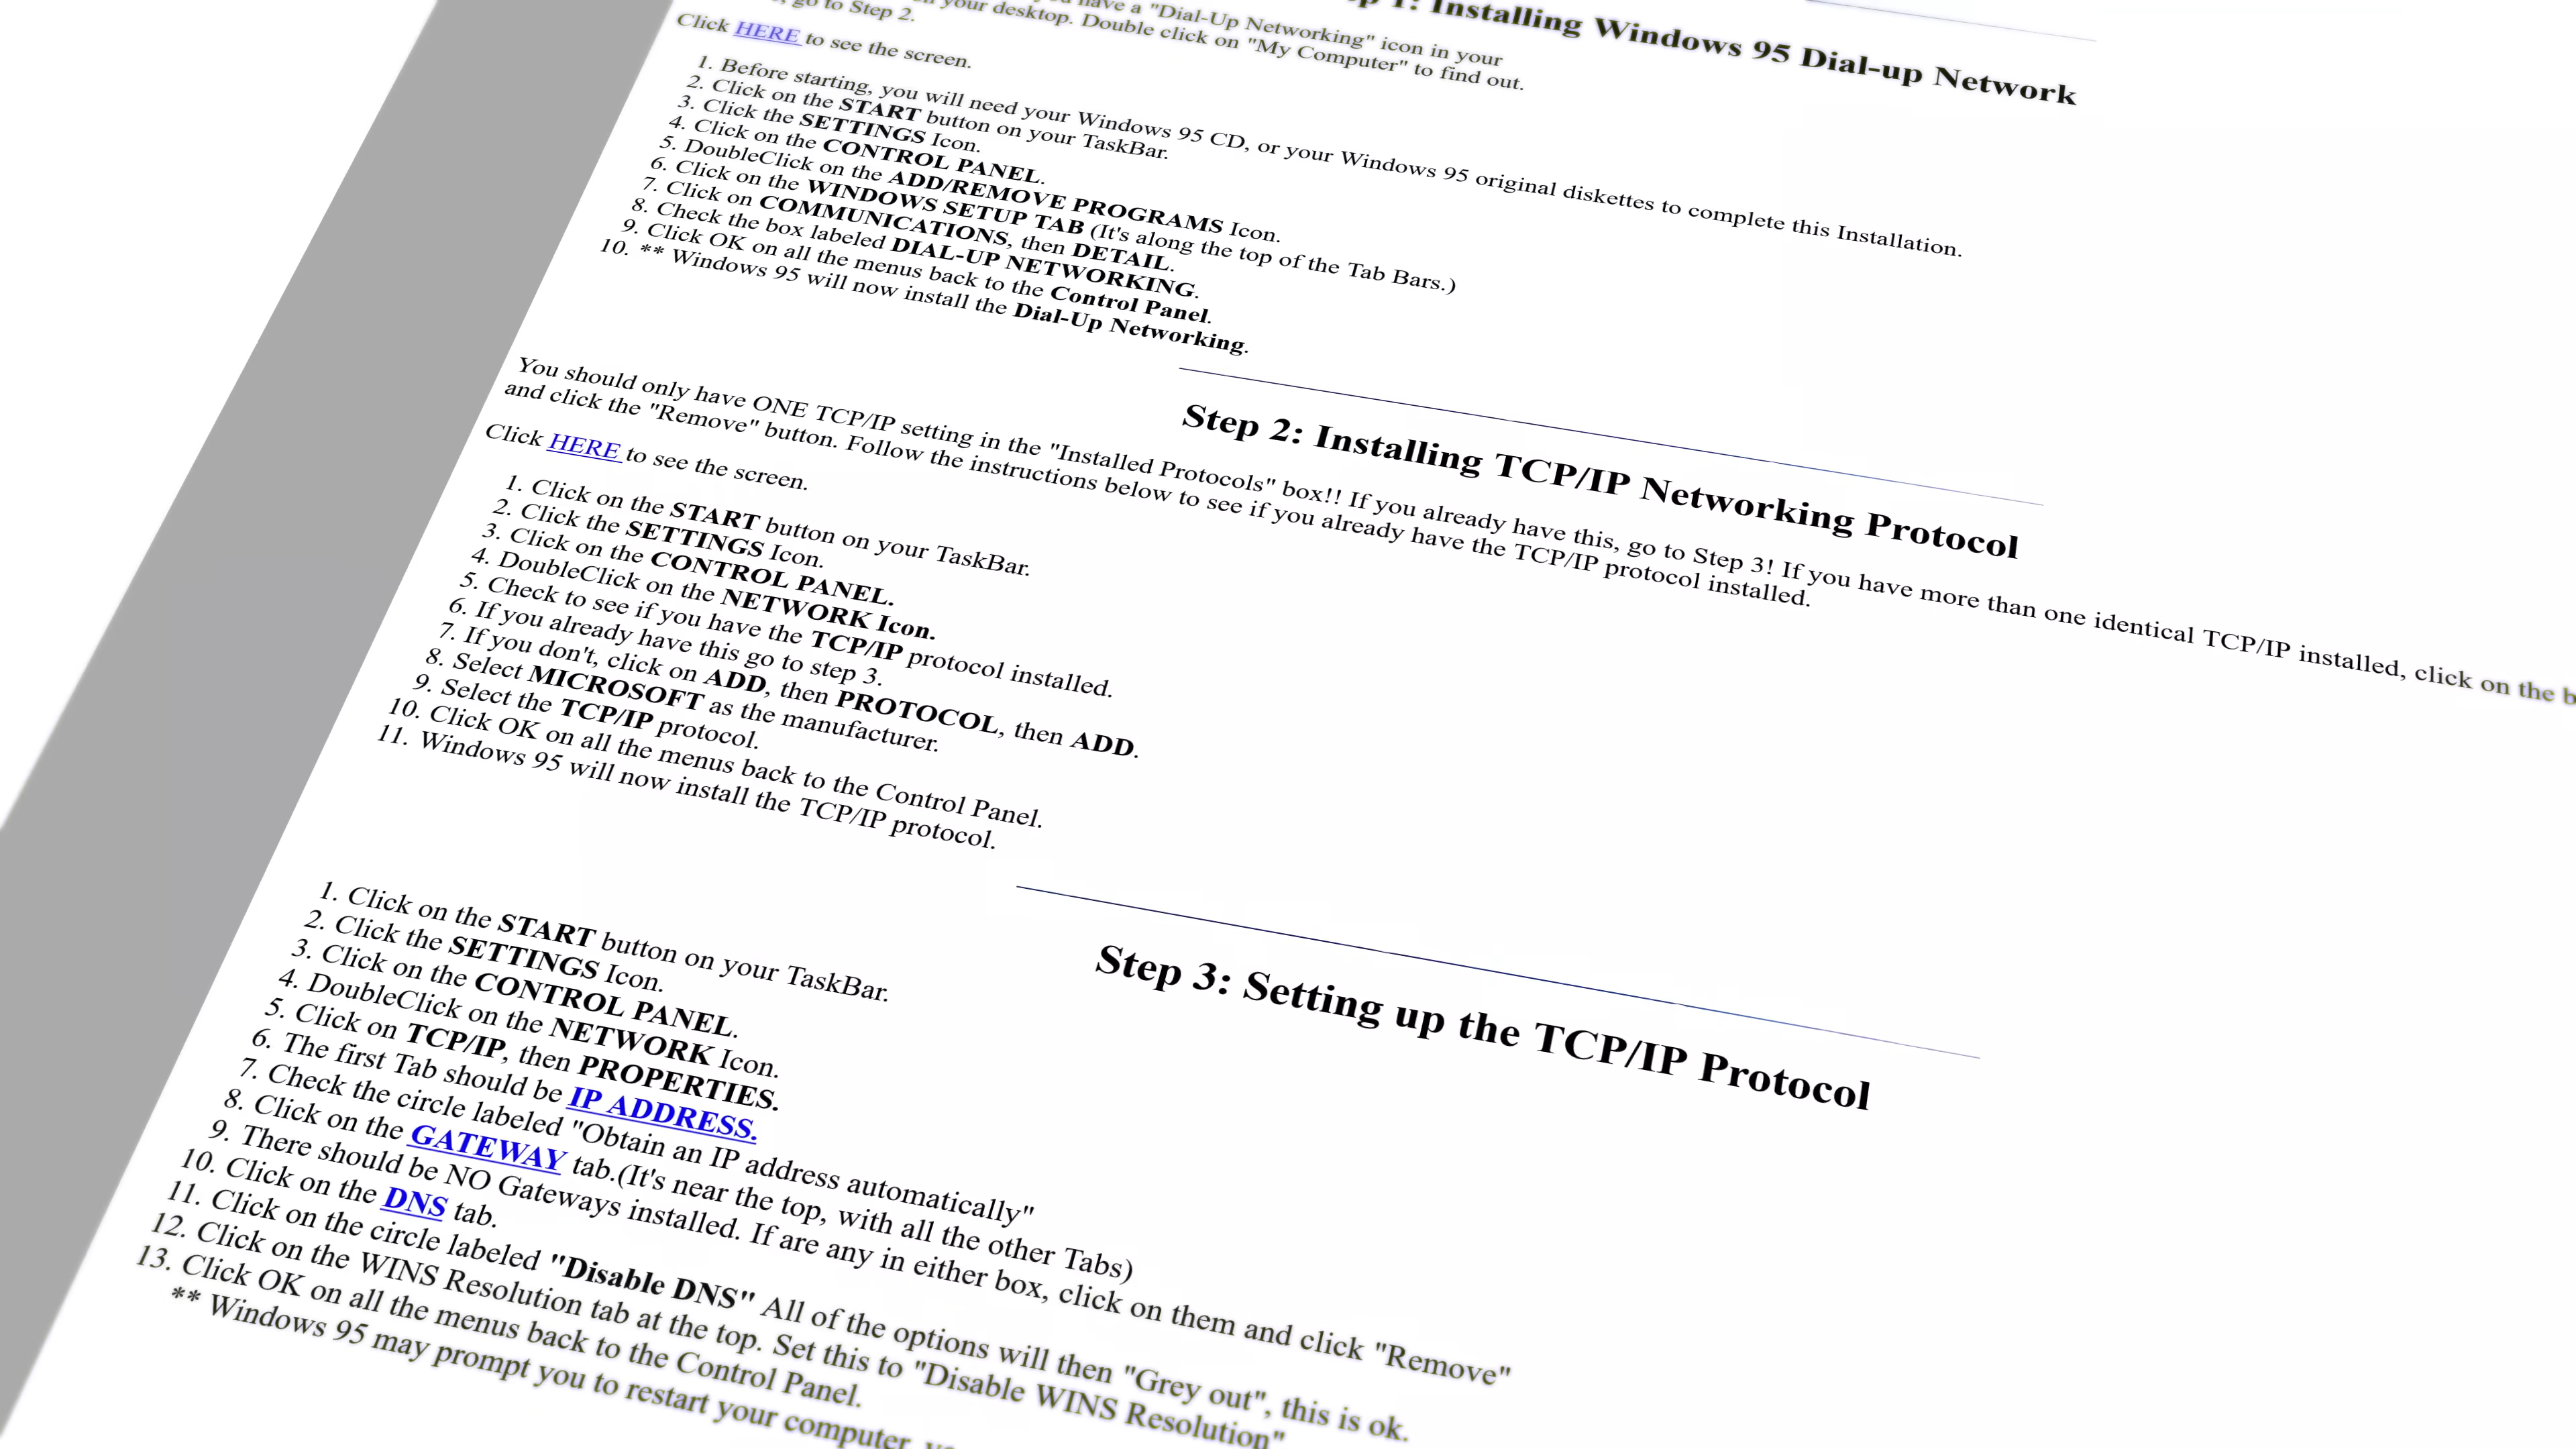 1: Installing Windows 95 Dial-up Network
have a "Dial-Up Networking" icon in your
your desktop. Double click on "My Computer" to find out.
go to Step 2.
Click HERE to see the screen.
1. Before starting, you will need your Windows 95 CD, or your Windows 95 original diskettes to complete this Installation.
2. Click on the START button on your TaskBar.
3. Click the SETTINGS Icon.
4. Click on the CONTROL PANEL.
5. DoubleClick on the ADD/REMOVE PROGRAMS Icon.
6. Click on the WINDOWS SETUP TAB (It's along the top of the Tab Bars.)
7. Click on COMMUNICATIONS, then DETAIL.
8. Check the box labeled DIAL-UP NETWORKING.
9. Click OK on all the menus back to the Control Panel.
10. ** Windows 95 will now install the Dial-Up Networking.
Step 2: Installing TCP/IP Networking Protocol
You should only have ONE TCP/IP setting in the "Installed Protocols" box!! If you already have this, go to Step 3! If you have more than one identical TCP/IP installed, click on the
and click the "Remove" button. Follow the instructions below to see if you already have the TCP/IP protocol installed.
Click HERE to see the screen.
1. Click on the START button on your TaskBar.
2. Click the SETTINGS Icon.
3. Click on the CONTROL PANEL.
4. DoubleClick on the NETWORK Icon.
5. Check to see if you have the TCP/IP protocol installed.
6. If you already have this go to step 3.
7. If you don't, click on ADD, then PROTOCOL, then ADD.
8. Select MICROSOFT as the manufacturer.
9. Select the TCP/IP protocol.
10. Click OK on all the menus back to the Control Panel.
11. Windows 95 will now install the TCP/IP protocol.
Step 3: Setting up the TCP/IP Protocol
1. Click on the START button on your TaskBar.
2. Click the SETTINGS Icon.
3. Click on the CONTROL PANEL.
4. DoubleClick on the NETWORK Icon.
5. Click on TCP/IP, then PROPERTIES.
6. The first Tab should be IP ADDRESS.
7. Check the circle labeled "Obtain an IP address automatically"
8. Click on the GATEWAY tab.(It's near the top, with all the other Tabs)
9. There should be NO Gateways installed. If are any in either box, click on them and click "Remove"
10. Click on the DNS tab.
11. Click on the circle labeled "Disable DNS" All of the options will then "Grey out", this is ok.
12. Click on the WINS Resolution tab at the top. Set this to "Disable WINS Resolution"
13. Click OK on all the menus back to the Control Panel.
** Windows 95 may prompt you to restart your computer,